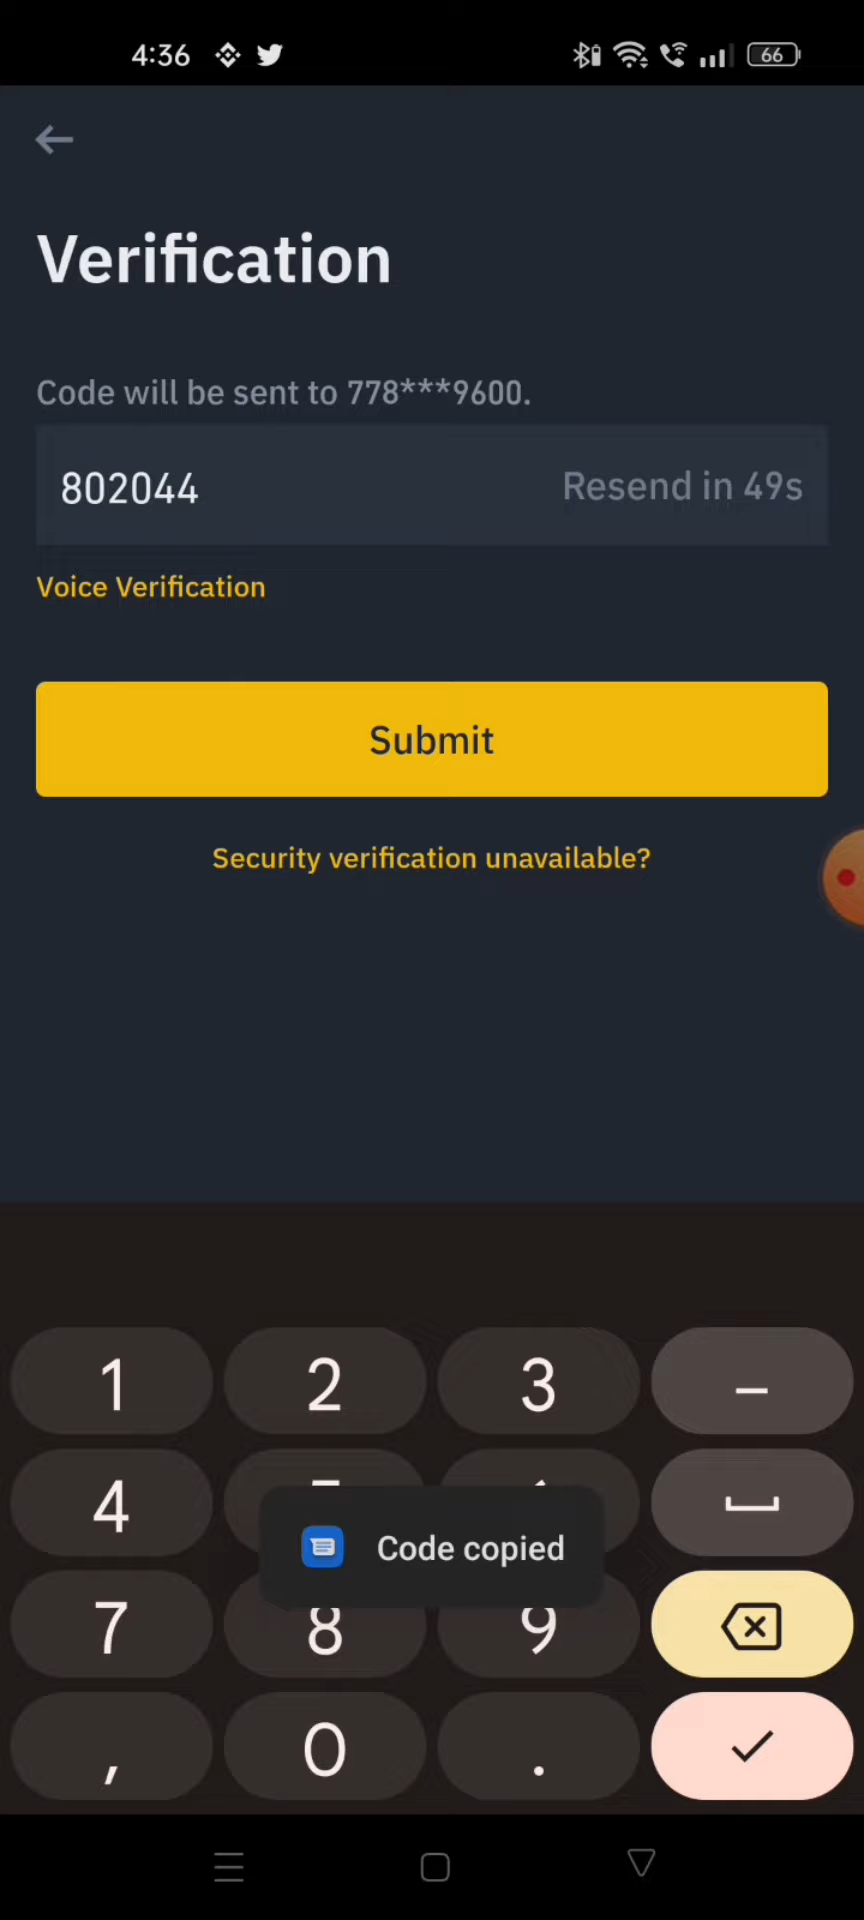 4:36
66
Verification
Code will be sent to 778***9600.
802044
Resend in 49s
Voice Verification
Submit
Security verification unavailable?
1 2 3 –
4
Code copied
7 8 9
, 0 .